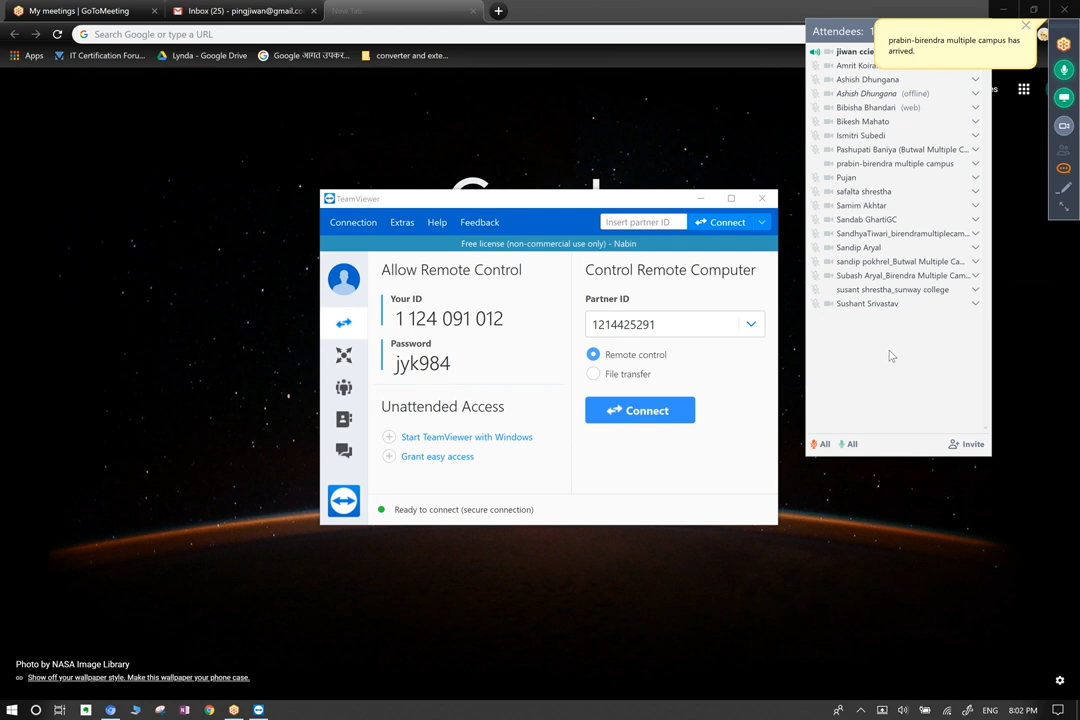 My meetings | GoToMeeting
Inbox (25) - pingjiwan@gmail.co
New Tab
Search Google or type a URL
Apps
IT Certification Foru...
Lynda - Google Drive
Google आगत उपकर...
converter and exte...
Attendees: 1
prabin-birendra multiple campus has
arrived.
jiwan ccie
Amrit Koira
Ashish Dhungana
Ashish Dhungana (offline)
Bibisha Bhandari (web)
Bikesh Mahato
Ismitri Subedi
Pashupati Baniya (Butwal Multiple C...
prabin-birendra multiple campus
Pujan
safalta shrestha
Samim Akhtar
Sandab GhartiGC
SandhyaTiwari_birendramultiplecam...
Sandip Aryal
sandip pokhrel_Butwal Multiple Ca...
Subash Aryal_Birendra Multiple Cam...
susant shrestha_sunway college
Sushant Srivastav
All
All
Invite
TeamViewer
Connection Extras Help Feedback
Insert partner ID
Connect
Free license (non-commercial use only) - Nabin
Allow Remote Control
Your ID
1 124 091 012
Password
jyk984
Unattended Access
Start TeamViewer with Windows
Grant easy access
Control Remote Computer
Partner ID
1214425291
Remote control
File transfer
Connect
Ready to connect (secure connection)
Photo by NASA Image Library
Show off your wallpaper style. Make this wallpaper your phone case.
ENG
8:02 PM